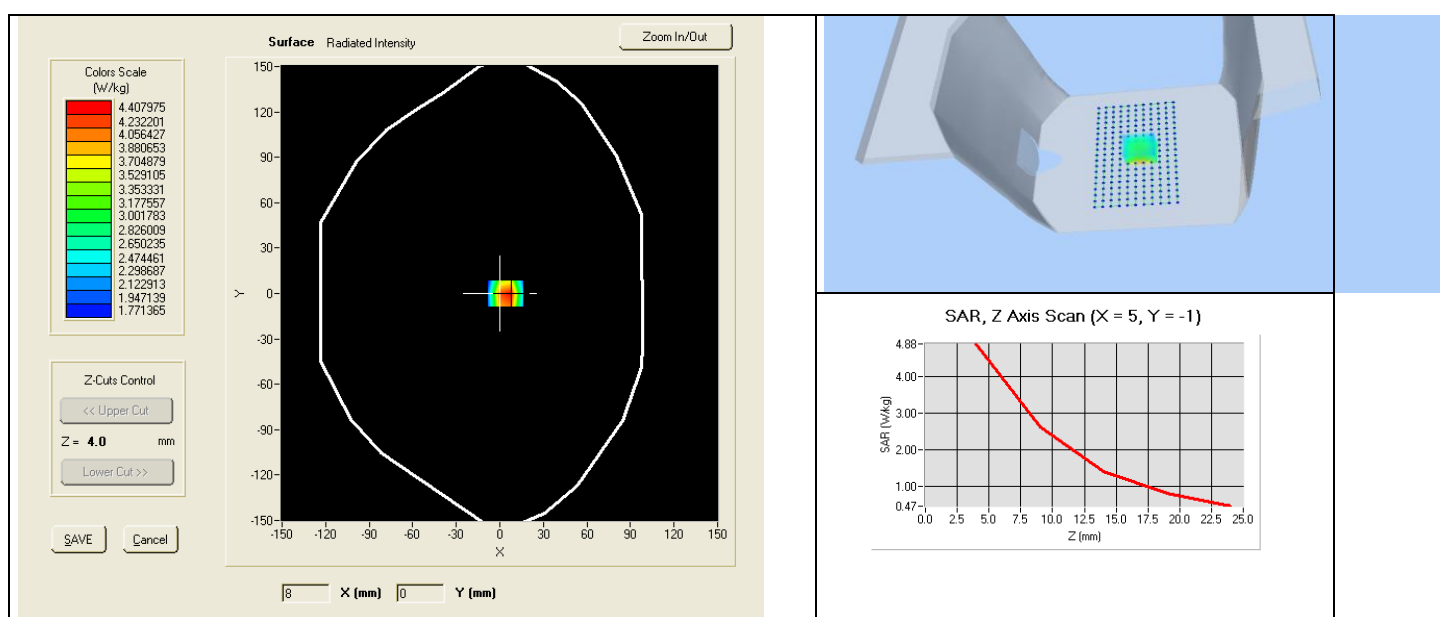 Surface Radiated Intensity
Zoom In/Out
Colors Scale
(W/kg)
4.407975
4.232201
4.056427
3.880653
3.704879
3.529105
3.353331
3.177557
3.001783
2.826009
2.650235
2.474461
2.298687
2.122913
1.947139
1.771365
Z-Cuts Control
<< Upper Cut
Z = 4.0 mm
Lower Cut >>
SAVE Cancel
150
120
90
60
30
0
-30
-60
-90
-120
-150
Y
-150 -120 -90 -60 -30 0 30 60 90 120 150
X
8 X (mm) 0 Y (mm)
SAR, Z Axis Scan (X = 5, Y = -1)
4.88
4.00
3.00
2.00
1.00
0.47
SAR (W/kg)
0.0 2.5 5.0 7.5 10.0 12.5 15.0 17.5 20.0 22.5 25.0
Z (mm)